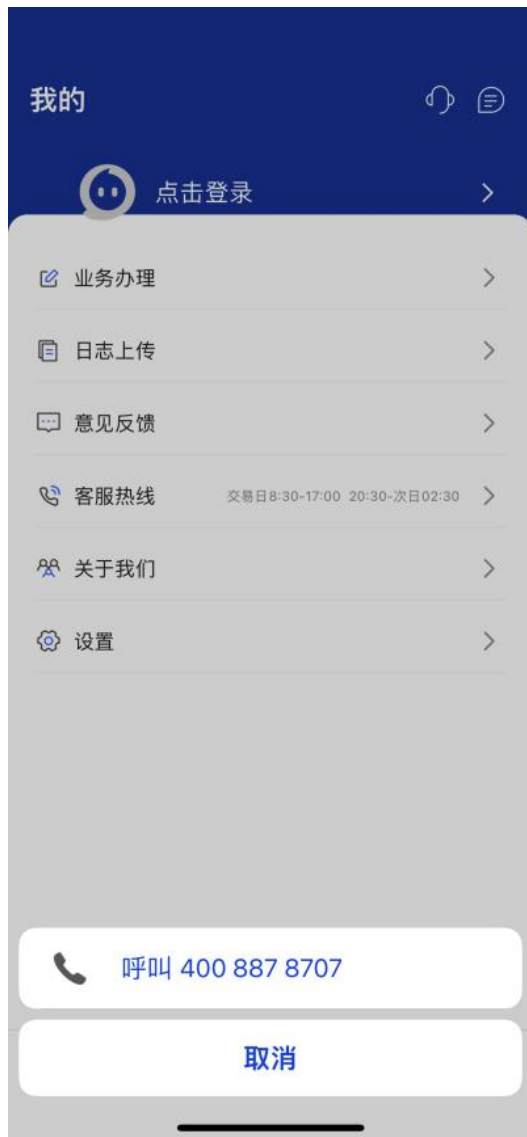 我的
点击登录
业务办理
日志上传
意见反馈
客服热线 交易日8:30-17:00 20:30-次日02:30
关于我们
设置
呼叫 400 887 8707
取消